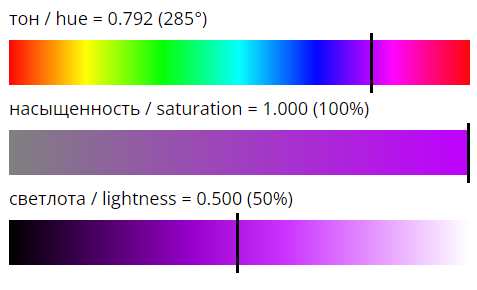 тон / hue = 0.792 (285°)
насыщенность / saturation = 1.000 (100%)
светлота / lightness = 0.500 (50%)